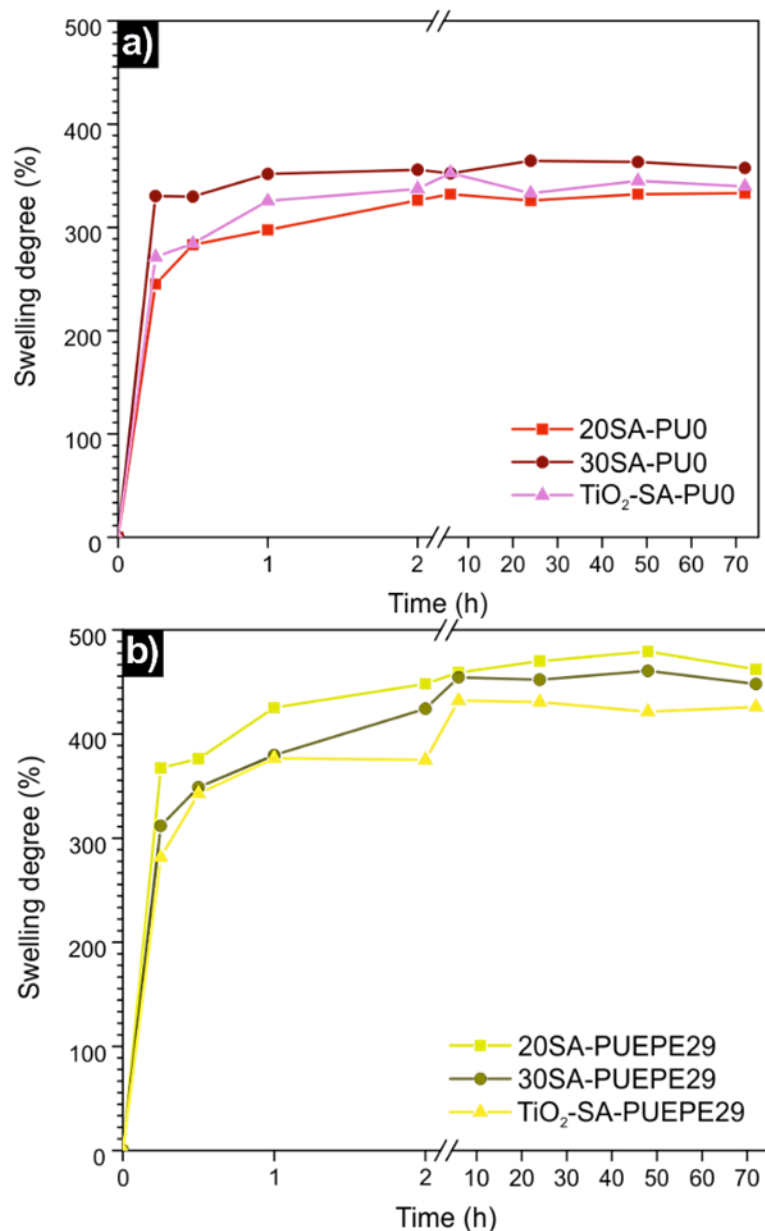 a)
Swelling degree (%)
500
400
300
200
100
0
20SA-PU0
30SA-PU0
TiO₂-SA-PU0
0 1 2 10 20 30 40 50 60 70
Time (h)
b)
Swelling degree (%)
500
400
300
200
100
0
20SA-PUEPE29
30SA-PUEPE29
TiO₂-SA-PUEPE29
0 1 2 10 20 30 40 50 60 70
Time (h)